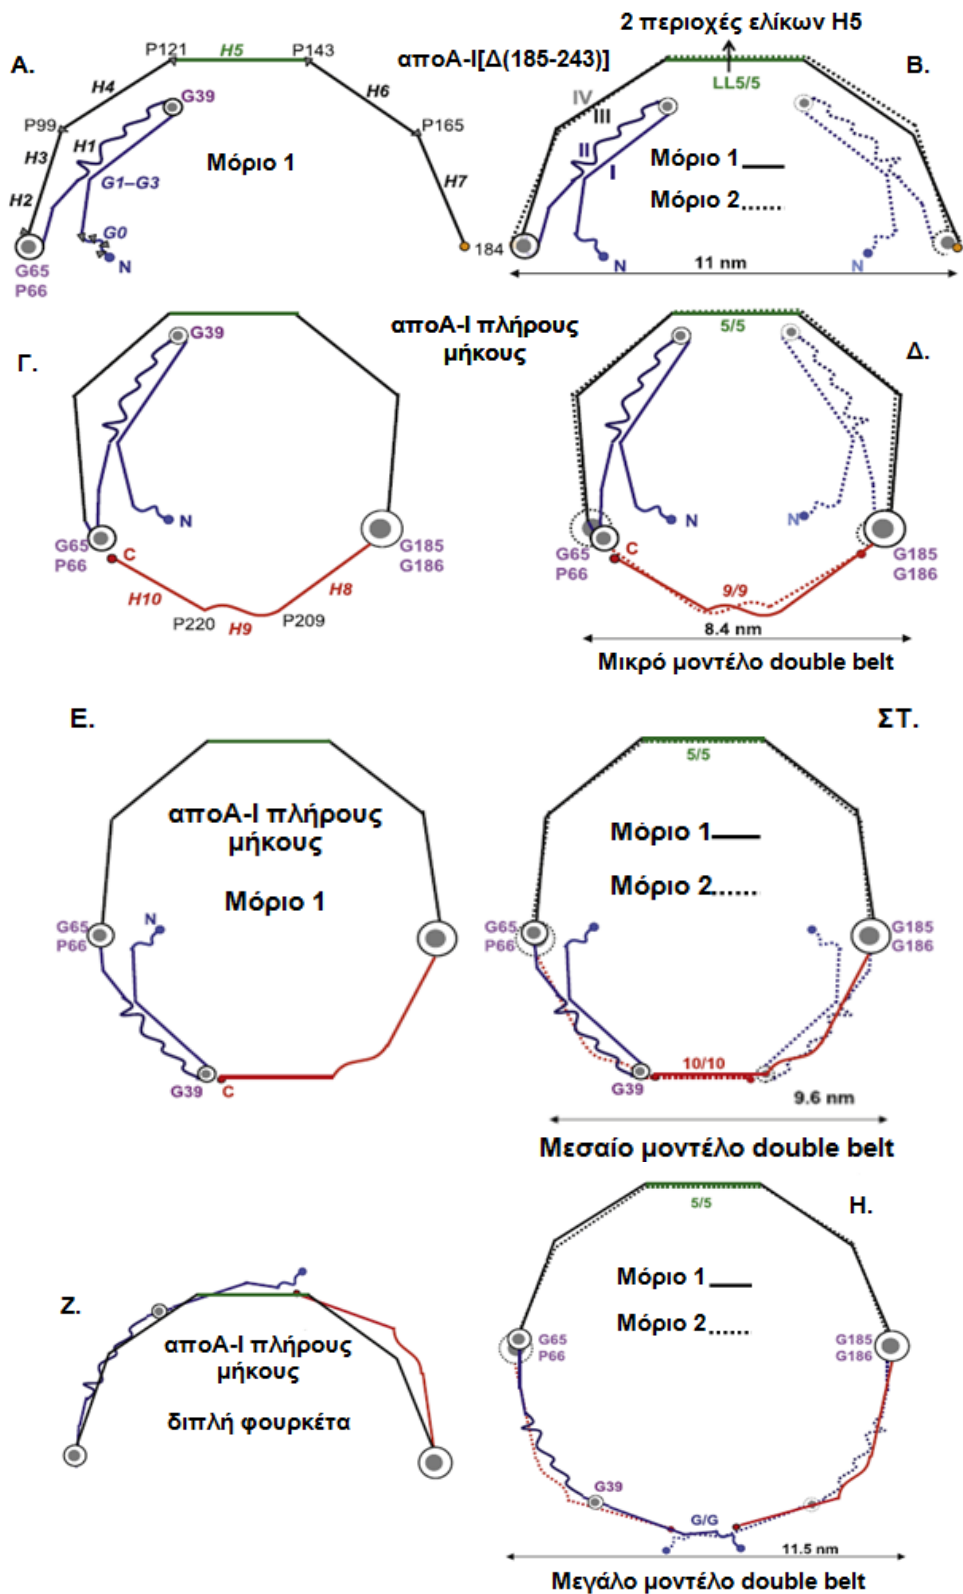 2 περιοχές ελίκων Η5
Α.
P121
H5
P143
αποΑ-Ι[Δ(185-243)]
Β.
H4
H6
G39
IV
III
LL5/5
P99
H1
P165
H3
Μόριο 1
II
I
Μόριο 1
G1–G3
H7
Μόριο 2
H2
G0
N
184
G65
P66
N
11 nm
N
αποΑ-Ι πλήρους
μήκους
Γ.
G39
5/5
Δ.
N
N
G65
P66
C
G185
G186
G65
P66
C
G185
G186
H10
H8
P220
H9
P209
9/9
8.4 nm
Μικρό μοντέλο double belt
Ε.
ΣΤ.
5/5
αποΑ-Ι πλήρους
μήκους
Μόριο 1
Μόριο 1
Μόριο 2
N
G65
P66
G65
P66
G185
G186
G39
C
G39
10/10
9.6 nm
Μεσαίο μοντέλο double belt
5/5
Η.
Ζ.
Μόριο 1
Μόριο 2
αποΑ-Ι πλήρους
μήκους
διπλή φουρκέτα
G65
P66
G185
G186
G39
G/G
11.5 nm
Μεγάλο μοντέλο double belt